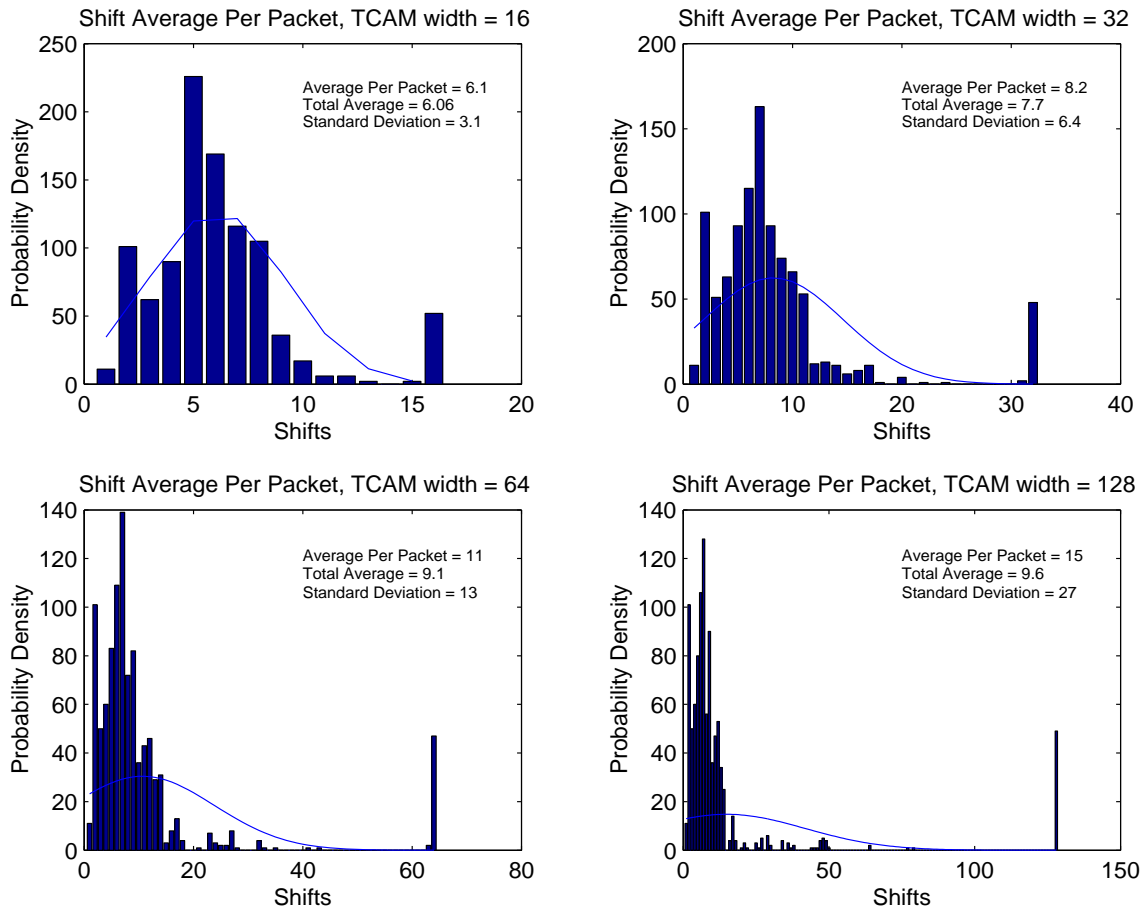 Shift Average Per Packet, TCAM width = 16
250
200
150
100
50
0
0
5
10
15
20
Probability Density
Shifts
Average Per Packet = 6.1
Total Average = 6.06
Standard Deviation = 3.1
Shift Average Per Packet, TCAM width = 32
200
150
100
50
0
0
10
20
30
40
Probability Density
Shifts
Average Per Packet = 8.2
Total Average = 7.7
Standard Deviation = 6.4
Shift Average Per Packet, TCAM width = 64
140
120
100
80
60
40
20
0
0
20
40
60
80
Probability Density
Shifts
Average Per Packet = 11
Total Average = 9.1
Standard Deviation = 13
Shift Average Per Packet, TCAM width = 128
140
120
100
80
60
40
20
0
0
50
100
150
Probability Density
Shifts
Average Per Packet = 15
Total Average = 9.6
Standard Deviation = 27